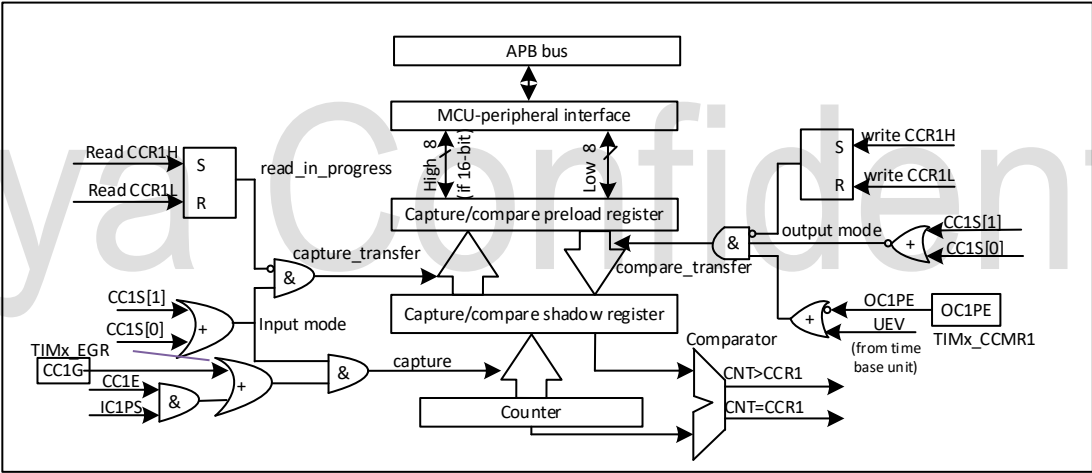 APB bus
MCU-peripheral interface
High 8
(if 16-bit)
Low 8
Read CCR1H
Read CCR1L
S
R
read_in_progress
write CCR1H
write CCR1L
S
R
Capture/compare preload register
output mode
CC1S[1]
CC1S[0]
+
&
capture_transfer
compare_transfer
&
CC1S[1]
CC1S[0]
+
Input mode
Capture/compare shadow register
OC1PE
UEV
(from time
base unit)
+
OC1PE
TIMx_CCMR1
TIMx_EGR
CC1G
CC1E
IC1PS
&
+
&
capture
Counter
Comparator
CNT>CCR1
CNT=CCR1
ya Confident